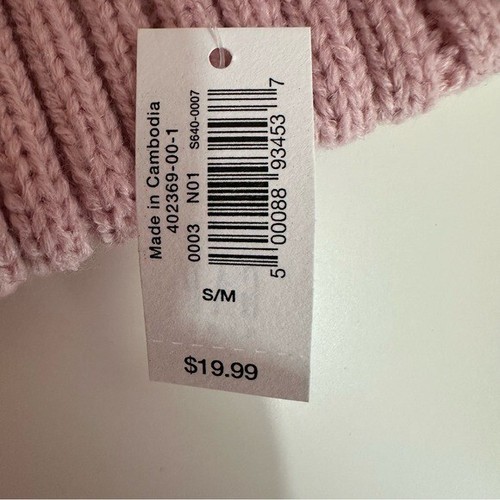 Made in Cambodia
402369-00-1
0003 N01 S640-0007
5 00088 93453 7
S/M
$19.99